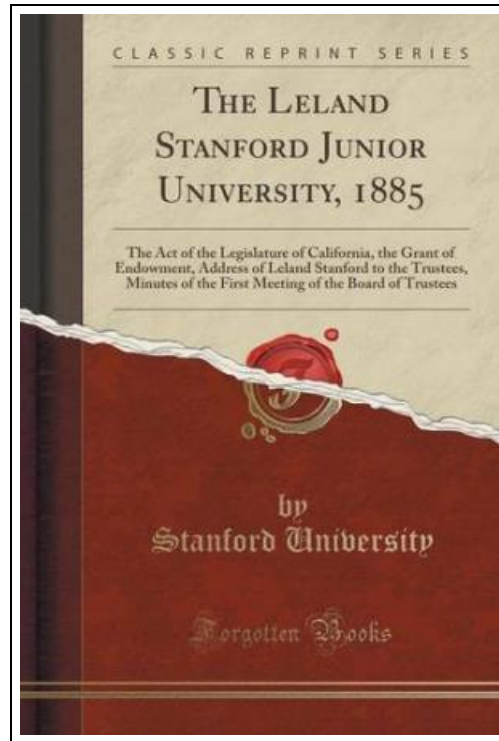 CLASSIC REPRINT SERIES
THE LELAND
STANFORD JUNIOR
UNIVERSITY, 1885
The Act of the Legislature of California, the Grant of
Endowment, Address of Leland Stanford to the Trustees,
Minutes of the First Meeting of the Board of Trustees
by
Stanford University
Forgotten Books